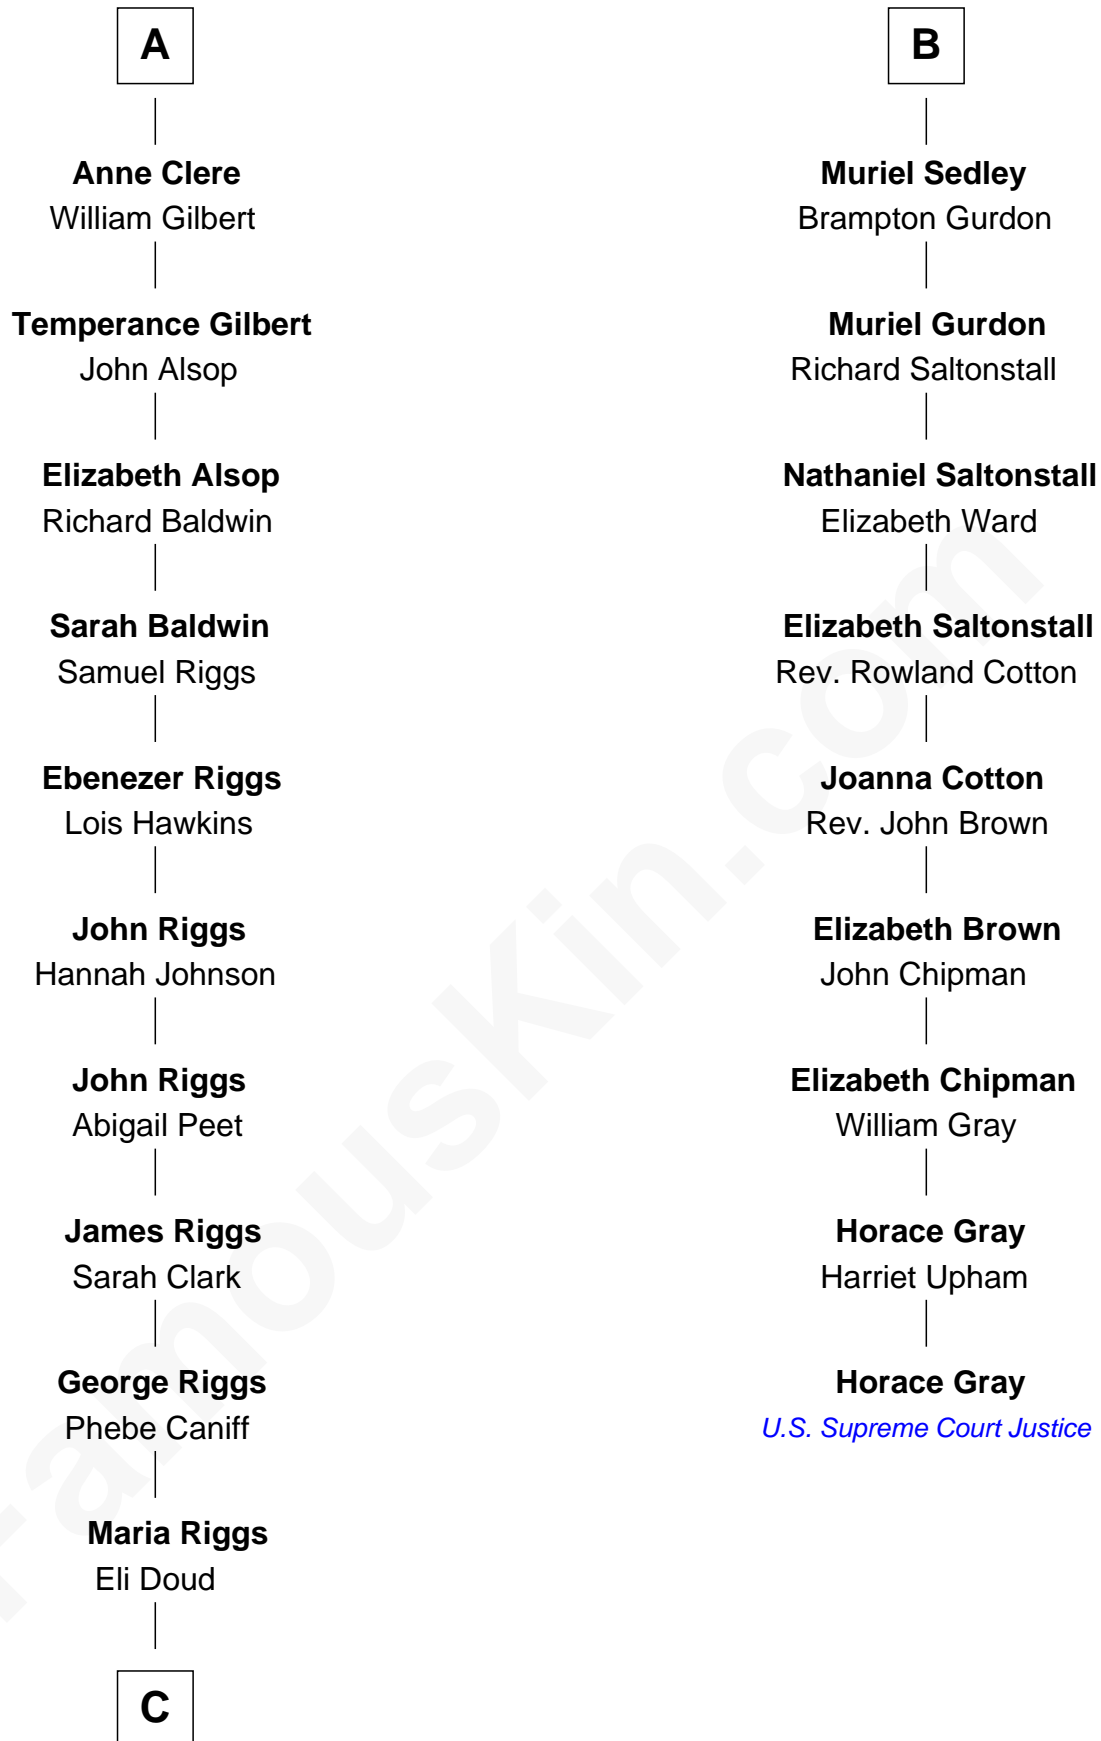 A
Anne Clere
William Gilbert
Temperance Gilbert
John Alsop
Elizabeth Alsop
Richard Baldwin
Sarah Baldwin
Samuel Riggs
Ebenezer Riggs
Lois Hawkins
John Riggs
Hannah Johnson
John Riggs
Abigail Peet
James Riggs
Sarah Clark
George Riggs
Phebe Caniff
Maria Riggs
Eli Doud
C
B
Muriel Sedley
Brampton Gurdon
Muriel Gurdon
Richard Saltonstall
Nathaniel Saltonstall
Elizabeth Ward
Elizabeth Saltonstall
Rev. Rowland Cotton
Joanna Cotton
Rev. John Brown
Elizabeth Brown
John Chipman
Elizabeth Chipman
William Gray
Horace Gray
Harriet Upham
Horace Gray
U.S. Supreme Court Justice
FamousKin.com